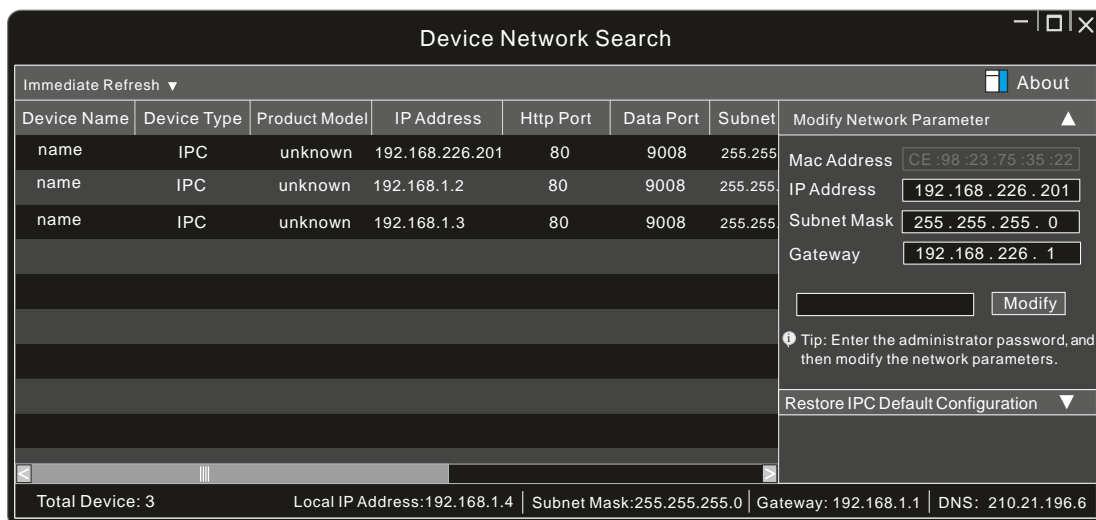 Device Network Search
Immediate Refresh ▼
About
Device Name Device Type Product Model IP Address Http Port Data Port Subnet
name IPC unknown 192.168.226.201 80 9008 255.255
name IPC unknown 192.168.1.2 80 9008 255.255.
name IPC unknown 192.168.1.3 80 9008 255.255.
Modify Network Parameter ▲
Mac Address CE :98 :23 :75 :35 :22
IP Address 192 .168 .226 . 201
Subnet Mask 255 . 255 . 255 . 0
Gateway 192 .168 . 226 . 1
Modify
Tip: Enter the administrator password, and
then modify the network parameters.
Restore IPC Default Configuration ▼
Total Device: 3 Local IP Address:192.168.1.4 Subnet Mask:255.255.255.0 Gateway: 192.168.1.1 DNS: 210.21.196.6